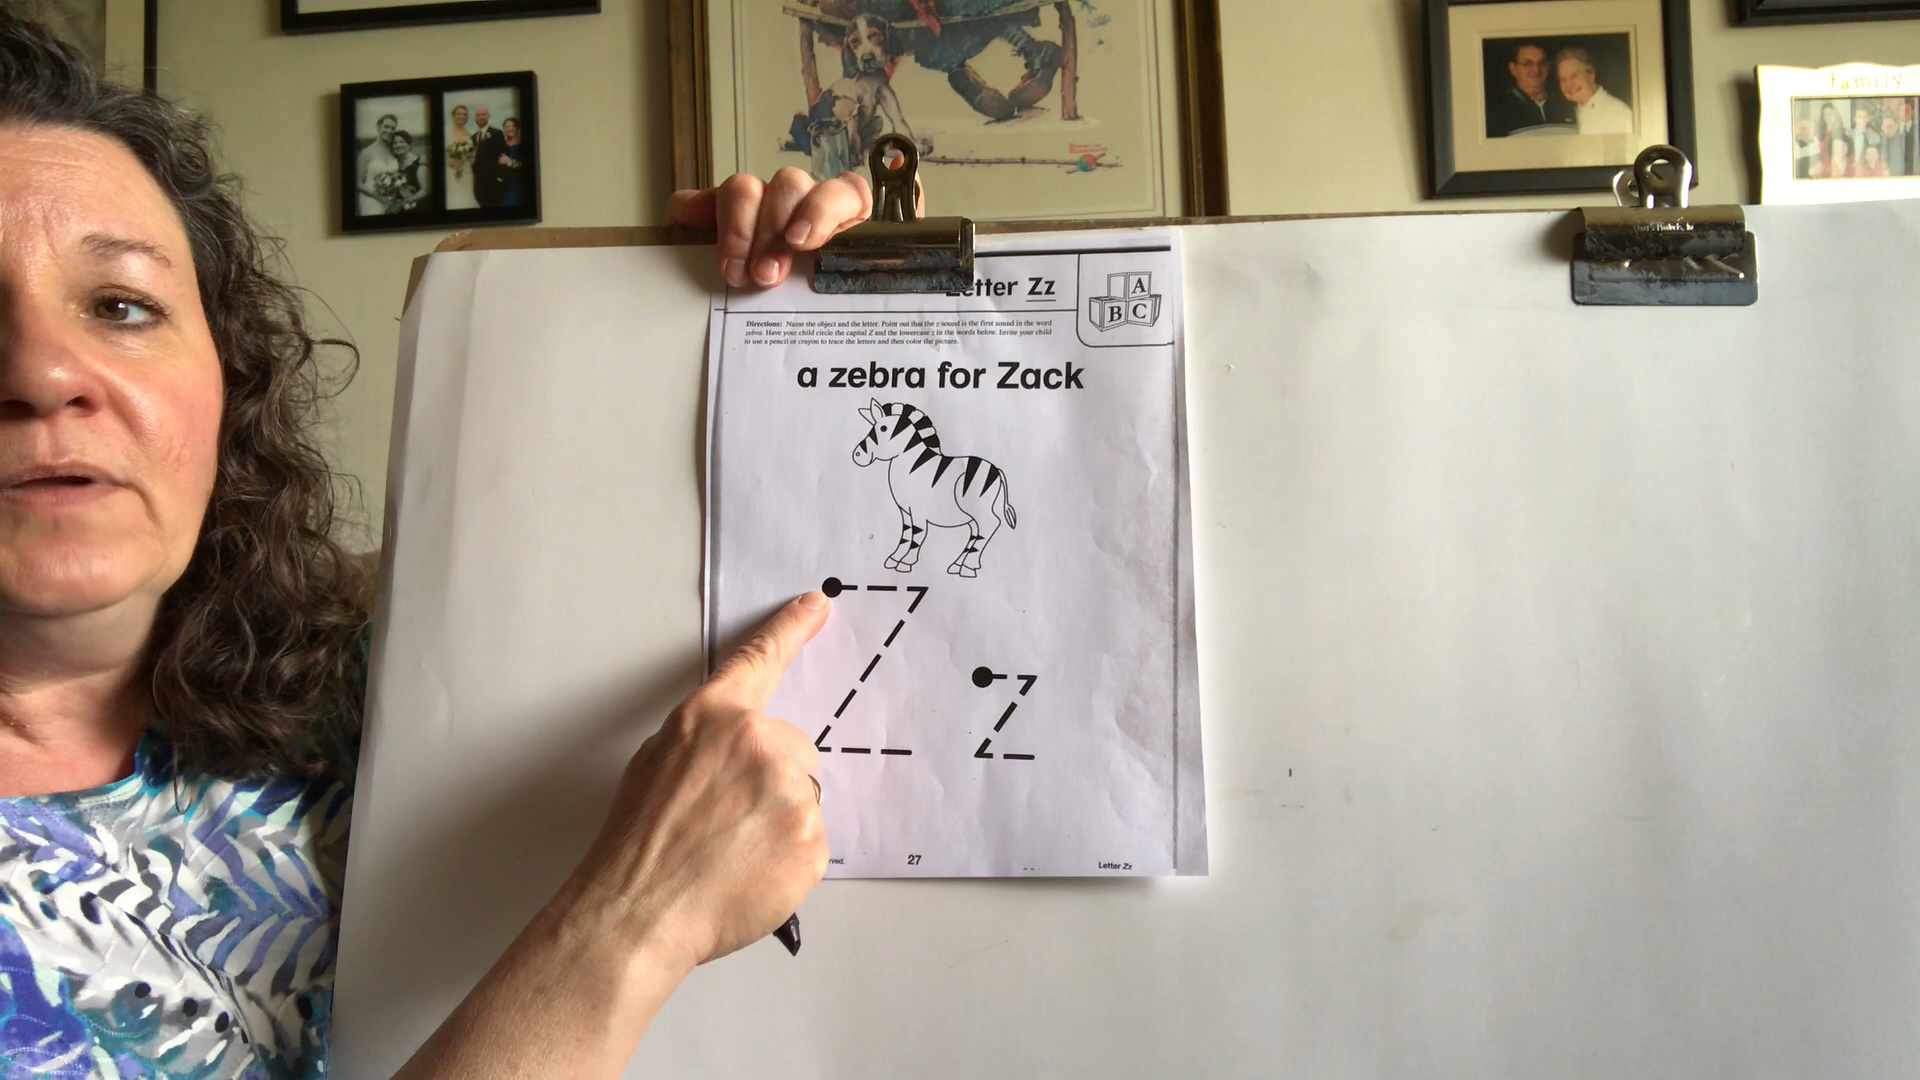 Family
Letter Zz
A
B C
Directions: Name the object and the letter. Point out that the z sound is the first sound in the word
zebra. Have your child circle the capital Z and the lowercase z in the words below. Invite your child
to use a pencil or crayon to trace the letters and then color the picture.
a zebra for Zack
Z z
rved.
27
Letter Zz